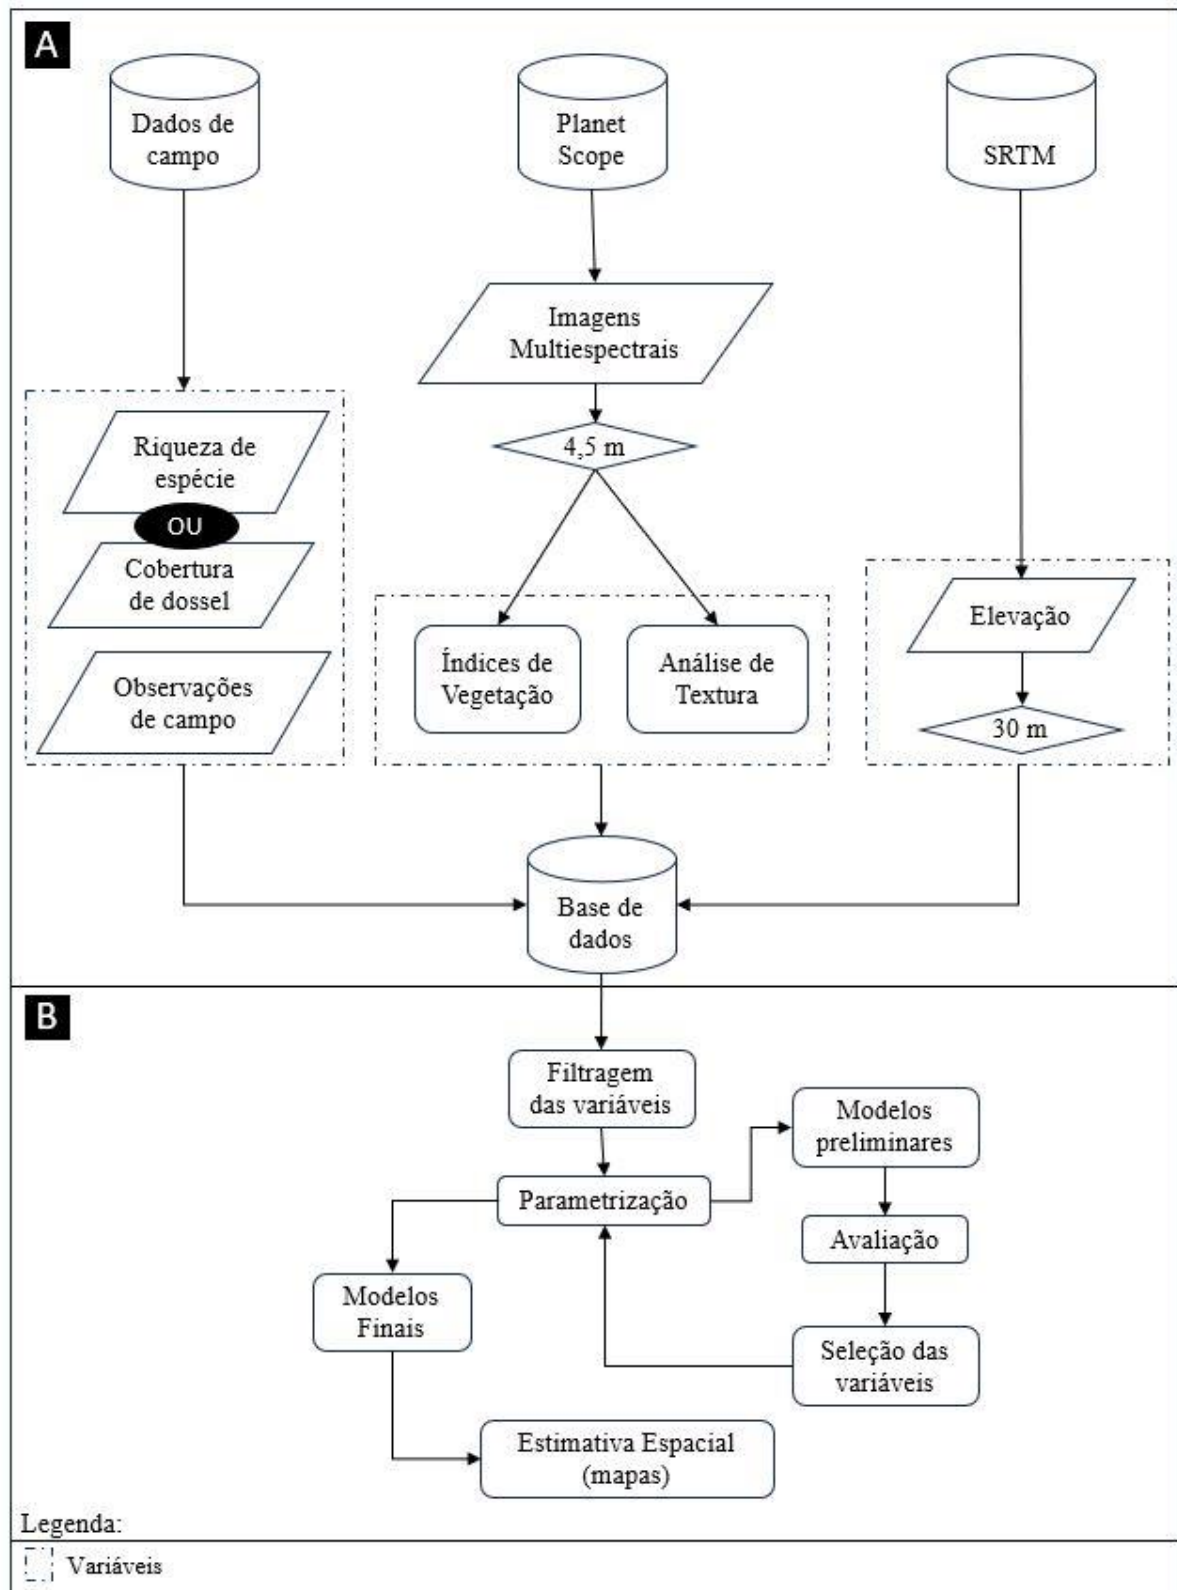 A
Dados de
campo
Planet
Scope
SRTM
Imagens
Multiespectrais
4,5 m
Riqueza de
espécie
OU
Cobertura
de dossel
Observações
de campo
Índices de
Vegetação
Análise de
Textura
Elevação
30 m
Base de
dados
B
Filtragem
das variáveis
Modelos
preliminares
Parametrização
Avaliação
Modelos
Finais
Seleção das
variáveis
Estimativa Espacial
(mapas)
Legenda:
Variáveis